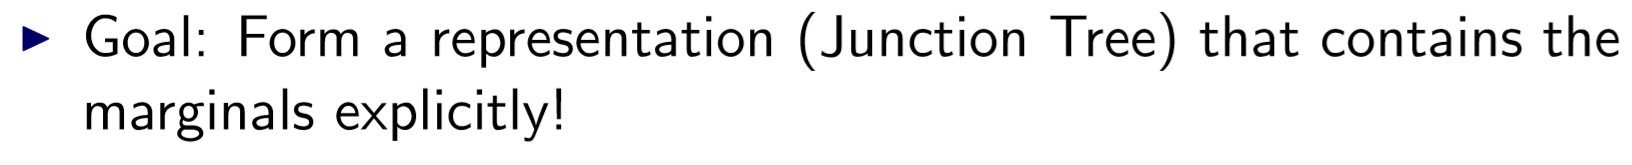 ▶ Goal: Form a representation (Junction Tree) that contains the
marginals explicitly!